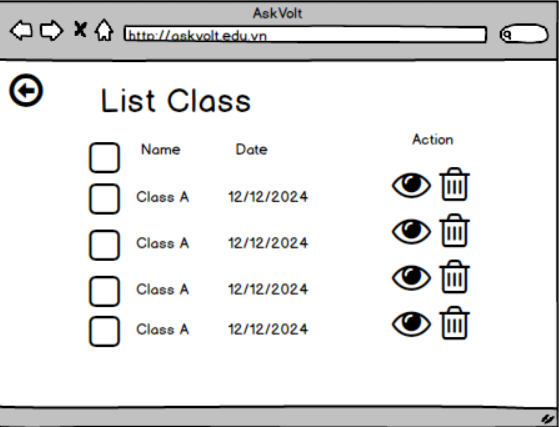 AskVolt
http://askvolt.edu.vn
List Class
Name Date Action
Class A 12/12/2024
Class A 12/12/2024
Class A 12/12/2024
Class A 12/12/2024